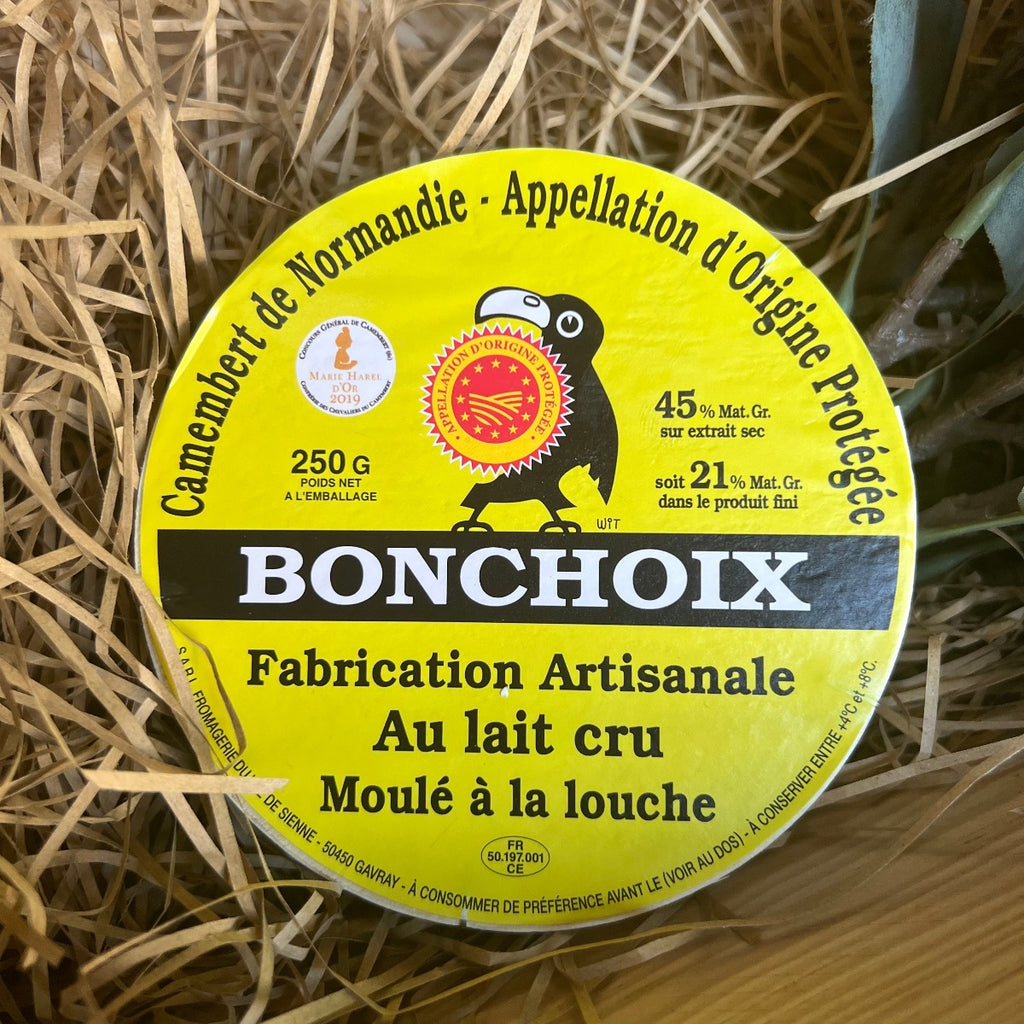 Camembert de Normandie - Appellation d'Origine Protégée
CONCOURS GÉNÉRAL DE CAMEMBERT (61)
MARIE HAREL
D'OR
2019
CONFRÉRIE DES CHEVALIERS DU CAMEMBERT
APPELLATION D'ORIGINE PROTÉGÉE
250 G
POIDS NET
A L'EMBALLAGE
45% Mat. Gr.
sur extrait sec
soit 21% Mat. Gr.
dans le produit fini
WIT
BONCHOIX
Fabrication Artisanale
Au lait cru
Moulé à la louche
FR
50.197.001
CE
S.A.R.L. FROMAGERIE DE SIENNE - 50450 GAVRAY - À CONSOMMER DE PRÉFÉRENCE AVANT LE (VOIR AU DOS) - À CONSERVER ENTRE +4°C et +8°C.